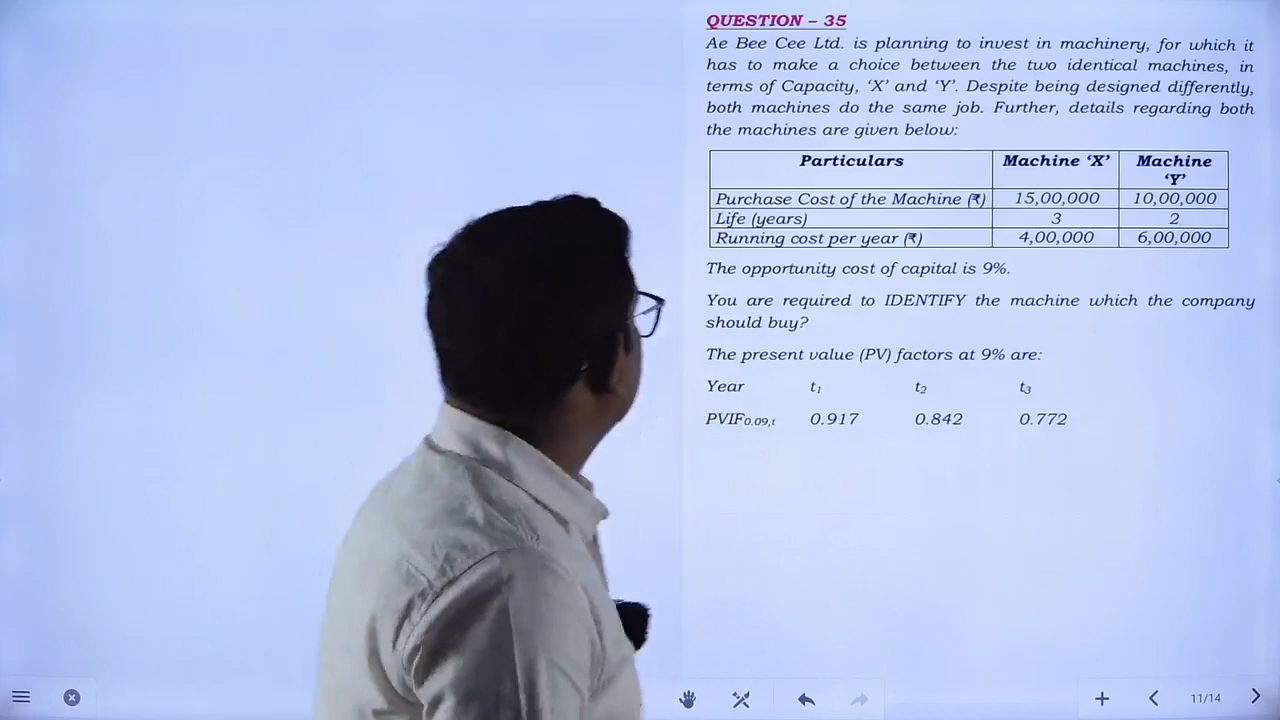 QUESTION – 35
Ae Bee Cee Ltd. is planning to invest in machinery, for which it
has to make a choice between the two identical machines, in
terms of Capacity, ‘X’ and ‘Y’. Despite being designed differently,
both machines do the same job. Further, details regarding both
the machines are given below:
Particulars Machine ‘X’ Machine
‘Y’
Purchase Cost of the Machine (₹) 15,00,000 10,00,000
Life (years) 3 2
Running cost per year (₹) 4,00,000 6,00,000
The opportunity cost of capital is 9%.
You are required to IDENTIFY the machine which the company
should buy?
The present value (PV) factors at 9% are:
Year t₁ t₂ t₃
PVIF₀.₀₉,ₜ 0.917 0.842 0.772
11/14